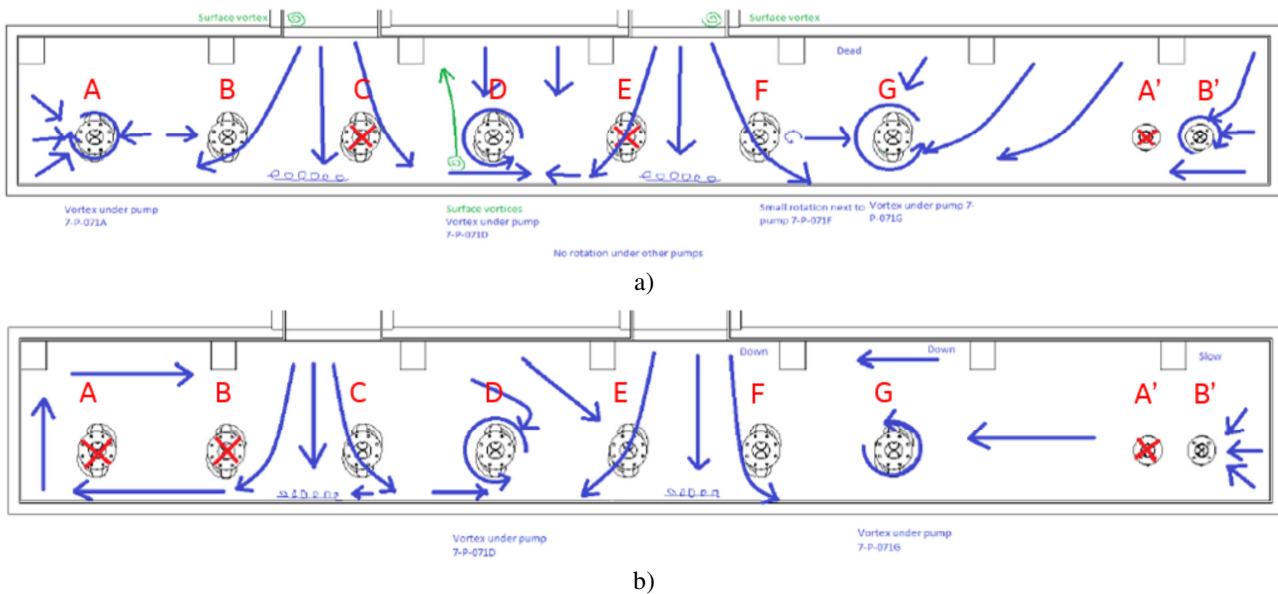 Surface vortex
Surface vortex
Dead
A
B
C
D
E
F
G
A'
B'
Vortex under pump
7-P-071A
Surface vortices
Vortex under pump
7-P-071D
Small rotation next to
pump 7-P-071F
Vortex under pump 7-
P-071G
No rotation under other pumps
a)
Down
Down
Slow
A
B
C
D
E
F
G
A'
B'
Vortex under pump
7-P-071D
Vortex under pump
7-P-071G
b)